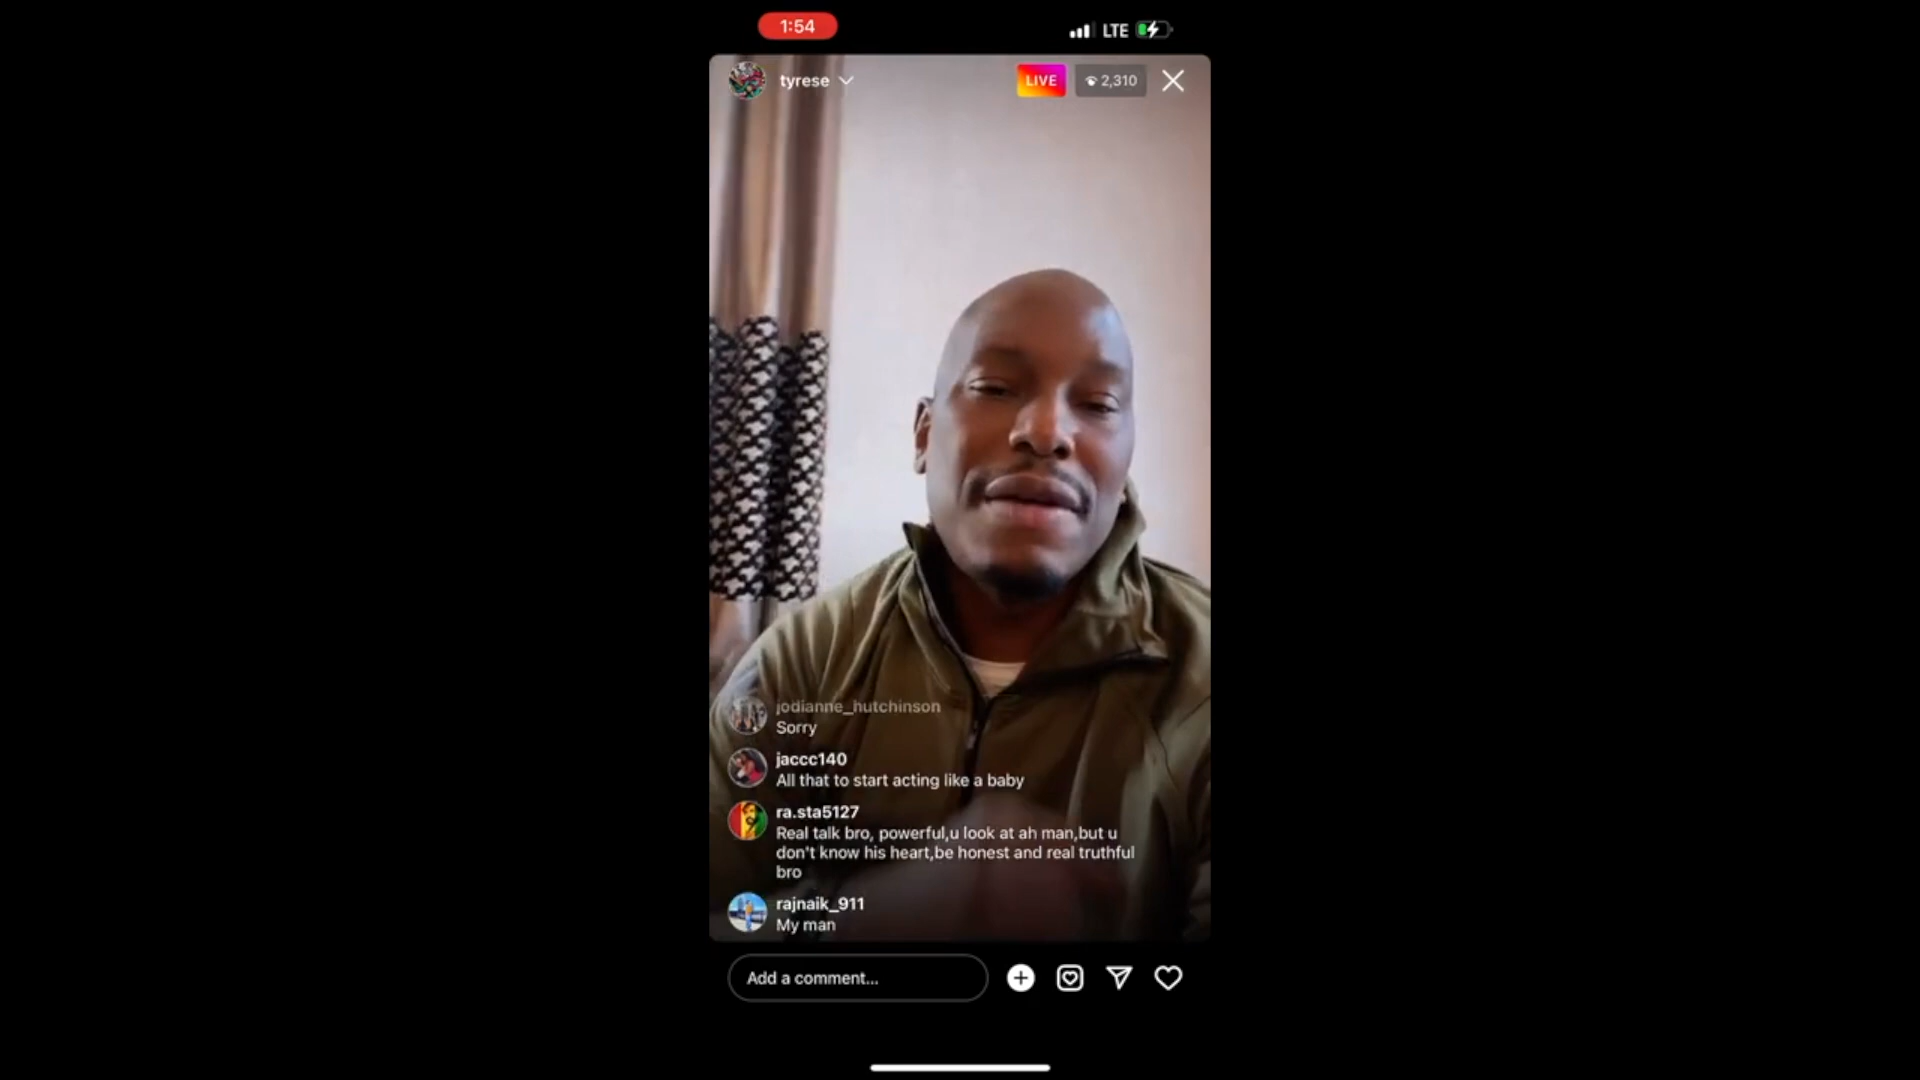 1:54
LTE
tyrese
LIVE
2,310
jodianne_hutchinson
Sorry
jaccc140
All that to start acting like a baby
ra.sta5127
Real talk bro, powerful,u look at ah man,but u
don't know his heart,be honest and real truthful
bro
rajnaik_911
My man
Add a comment...